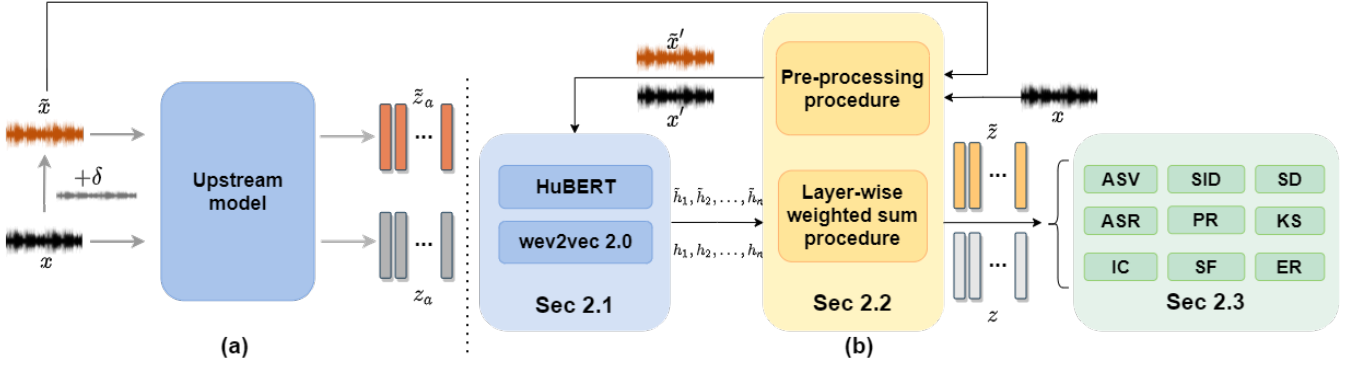 x̃
+δ
x
Upstream
model
z̃ₐ
...
...
zₐ
(a)
x̃′
x′
HuBERT
wev2vec 2.0
Sec 2.1
h̃₁, h̃₂, . . . , h̃ₙ
h₁, h₂, . . . , hₙ
Pre-processing
procedure
Layer-wise
weighted sum
procedure
Sec 2.2
x
z̃
...
...
z
(b)
ASV SID SD
ASR PR KS
IC SF ER
Sec 2.3